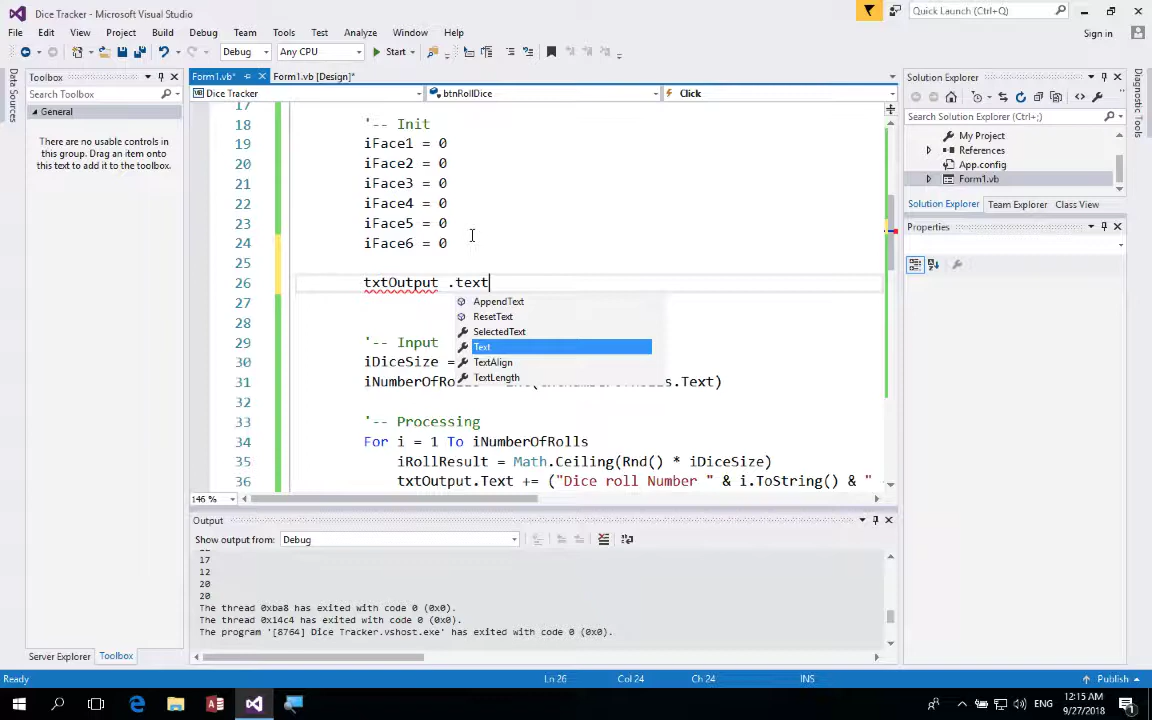 Dice Tracker - Microsoft Visual Studio
Quick Launch (Ctrl+Q)
File Edit View Project Build Debug Team Tools Test Analyze Window Help
Sign in
Debug Any CPU Start
Data Sources
Toolbox
Form1.vb* Form1.vb [Design]*
Solution Explorer
Diagnostic Tools
Search Toolbox
Dice Tracker btnRollDice Click
General
There are no usable controls in
this group. Drag an item onto
this text to add it to the toolbox.
Search Solution Explorer (Ctrl+;)
My Project
References
App.config
Form1.vb
Solution Explorer Team Explorer Class View
Properties
17
18 '-- Init
19 iFace1 = 0
20 iFace2 = 0
21 iFace3 = 0
22 iFace4 = 0
23 iFace5 = 0
24 iFace6 = 0
25
26 txtOutput .text
AppendText
ResetText
SelectedText
Text
TextAlign
TextLength
27
28
29 '-- Input
30 iDiceSize =
31 .Text)
32
33 '-- Processing
34 For i = 1 To iNumberOfRolls
35 iRollResult = Math.Ceiling(Rnd() * iDiceSize)
36 txtOutput.Text += ("Dice roll Number " & i.ToString() & "
146 %
Output
Show output from: Debug
17
12
20
20
The thread 0xba8 has exited with code 0 (0x0).
The thread 0x14c4 has exited with code 0 (0x0).
The program '[8764] Dice Tracker.vshost.exe' has exited with code 0 (0x0).
Server Explorer Toolbox
Ready Ln 26 Col 24 Ch 24 INS Publish
ENG
12:15 AM
9/27/2018